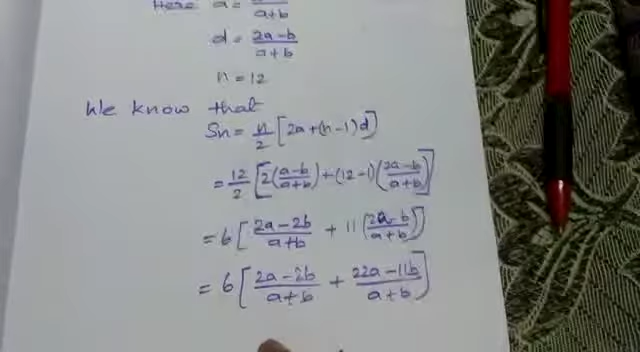 Here a =   /a+b
d = 2a-b/a+b
n = 12
We know that
Sn = n/2 [2a+(n-1)d]
= 12/2 [2(a-b/a+b)+(12-1)(2a-b/a+b)]
= 6 [2a-2b/a+b + 11(2a-b/a+b)]
= 6 [2a-2b/a+b + 22a-11b/a+b]